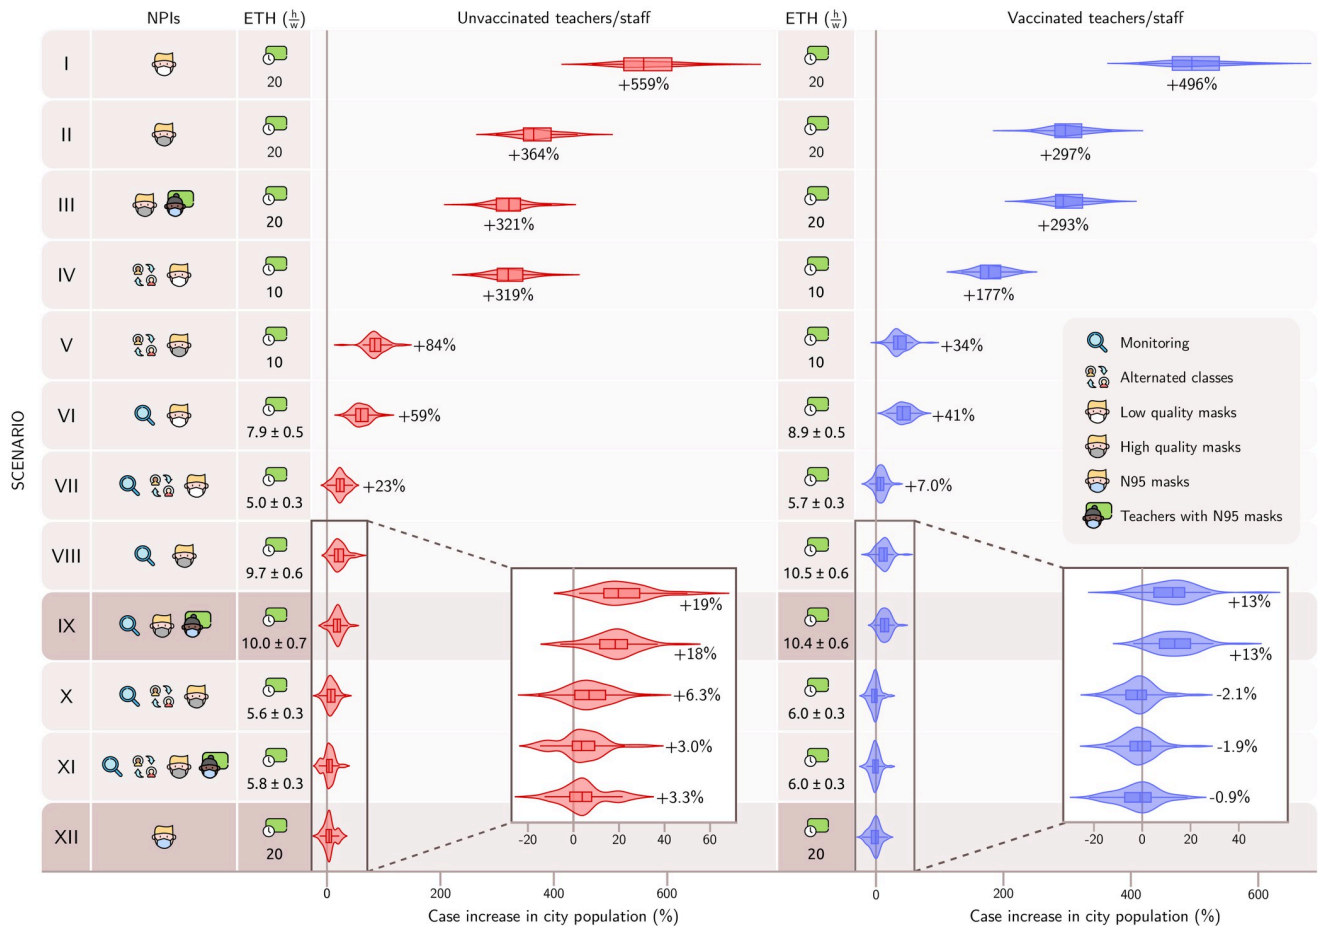 NPIs ETH (h/w) Unvaccinated teachers/staff ETH (h/w) Vaccinated teachers/staff
SCENARIO
I 20 +559% 20 +496%
II 20 +364% 20 +297%
III 20 +321% 20 +293%
IV 10 +319% 10 +177%
V 10 +84% 10 +34%
VI 7.9 ± 0.5 +59% 8.9 ± 0.5 +41%
VII 5.0 ± 0.3 +23% 5.7 ± 0.3 +7.0%
VIII 9.7 ± 0.6 10.5 ± 0.6
IX 10.0 ± 0.7 10.4 ± 0.6
X 5.6 ± 0.3 6.0 ± 0.3
XI 5.8 ± 0.3 6.0 ± 0.3
XII 20 20
+19%
+18%
+6.3%
+3.0%
+3.3%
-20 0 20 40 60
+13%
+13%
-2.1%
-1.9%
-0.9%
-20 0 20 40
Monitoring
Alternated classes
Low quality masks
High quality masks
N95 masks
Teachers with N95 masks
0 200 400 600 0 200 400 600
Case increase in city population (%) Case increase in city population (%)